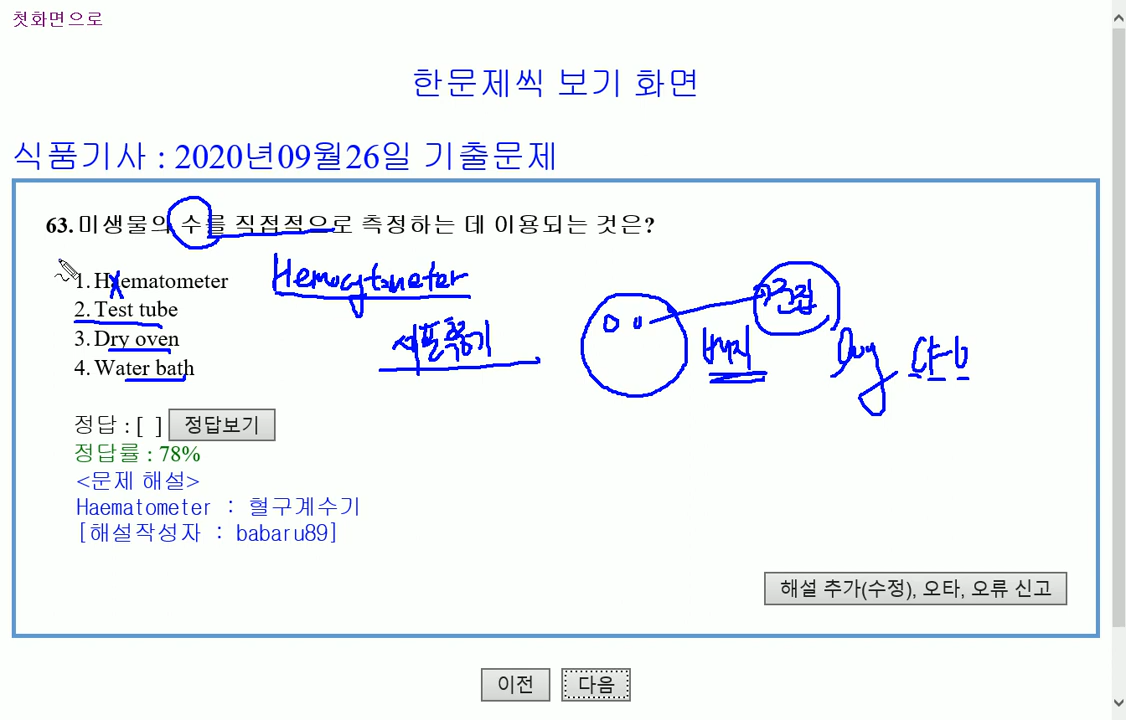 첫화면으로
한문제씩 보기 화면
식품기사 : 2020년09월26일 기출문제
63. 미생물의 수를 직접적으로 측정하는 데 이용되는 것은?
1. Haematometer
Hemocytometer
2. Test tube
3. Dry oven
4. Water bath
정답 : [ ] 정답보기
정답률 : 78%
<문제 해설>
Haematometer : 혈구계수기
[해설작성자 : babaru89]
해설 추가(수정), 오타, 오류 신고
이전 다음